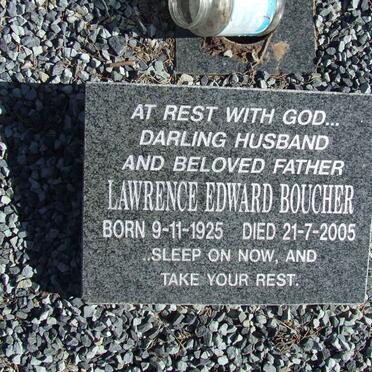 AT REST WITH GOD...
DARLING HUSBAND
AND BELOVED FATHER
LAWRENCE EDWARD BOUCHER
BORN 9-11-1925 DIED 21-7-2005
..SLEEP ON NOW, AND
TAKE YOUR REST.